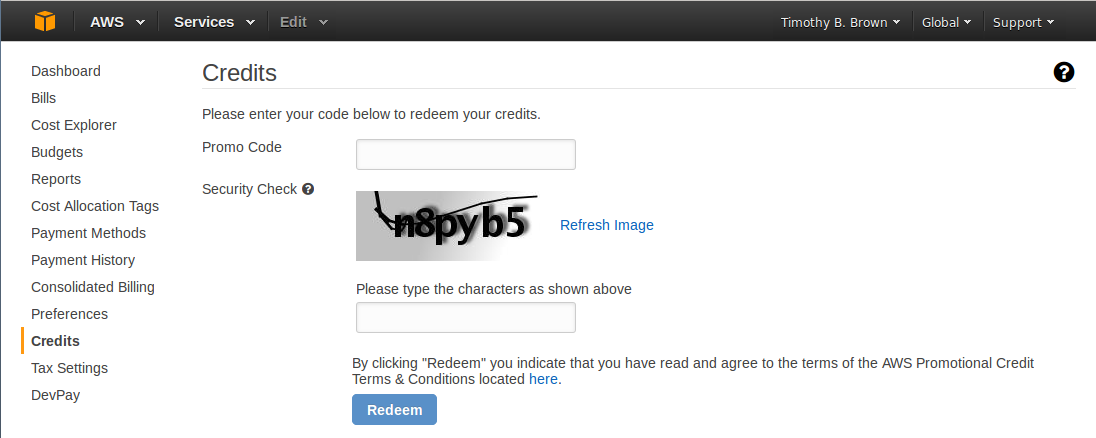 AWS Services Edit Timothy B. Brown Global Support
Dashboard
Bills
Cost Explorer
Budgets
Reports
Cost Allocation Tags
Payment Methods
Payment History
Consolidated Billing
Preferences
Credits
Tax Settings
DevPay
Credits
Please enter your code below to redeem your credits.
Promo Code
Security Check
n8pyb5
Refresh Image
Please type the characters as shown above
By clicking "Redeem" you indicate that you have read and agree to the terms of the AWS Promotional Credit
Terms & Conditions located here.
Redeem